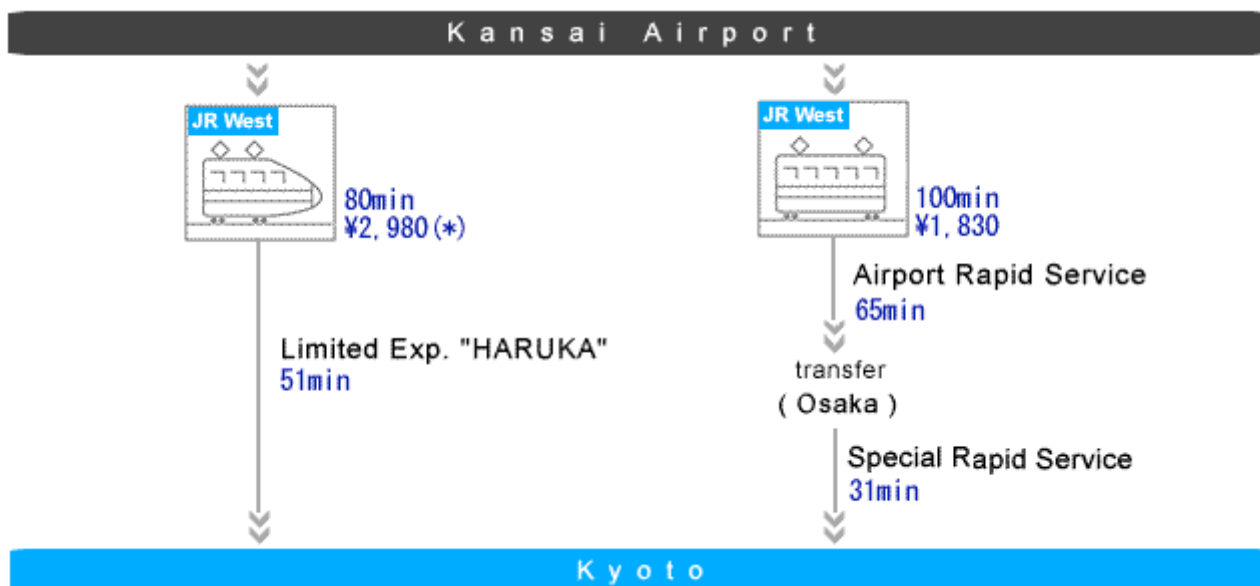 Kansai Airport
JR West
80min
¥2,980(*)
Limited Exp. "HARUKA"
51min
JR West
100min
¥1,830
Airport Rapid Service
65min
transfer
( Osaka )
Special Rapid Service
31min
Kyoto